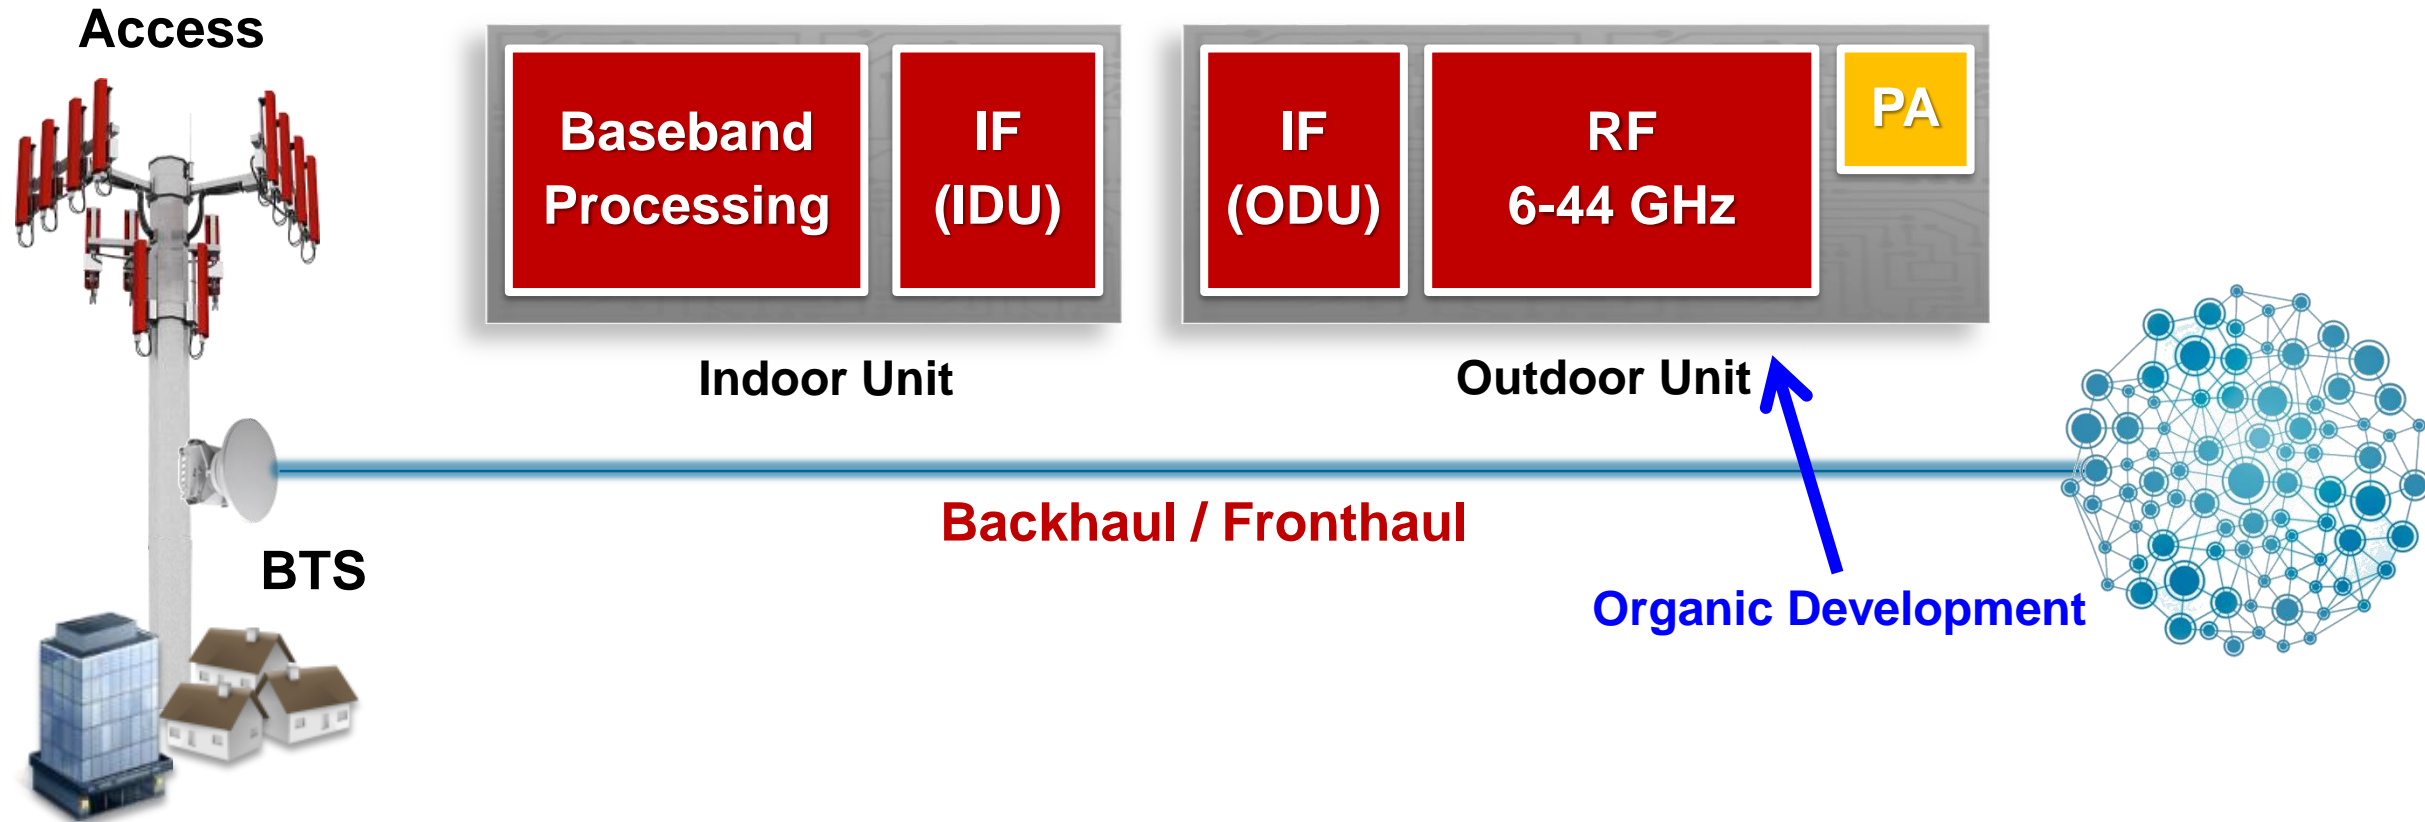 Access
Baseband
Processing
IF
(IDU)
IF
(ODU)
RF
6-44 GHz
PA
Indoor Unit
Outdoor Unit
Backhaul / Fronthaul
BTS
Organic Development